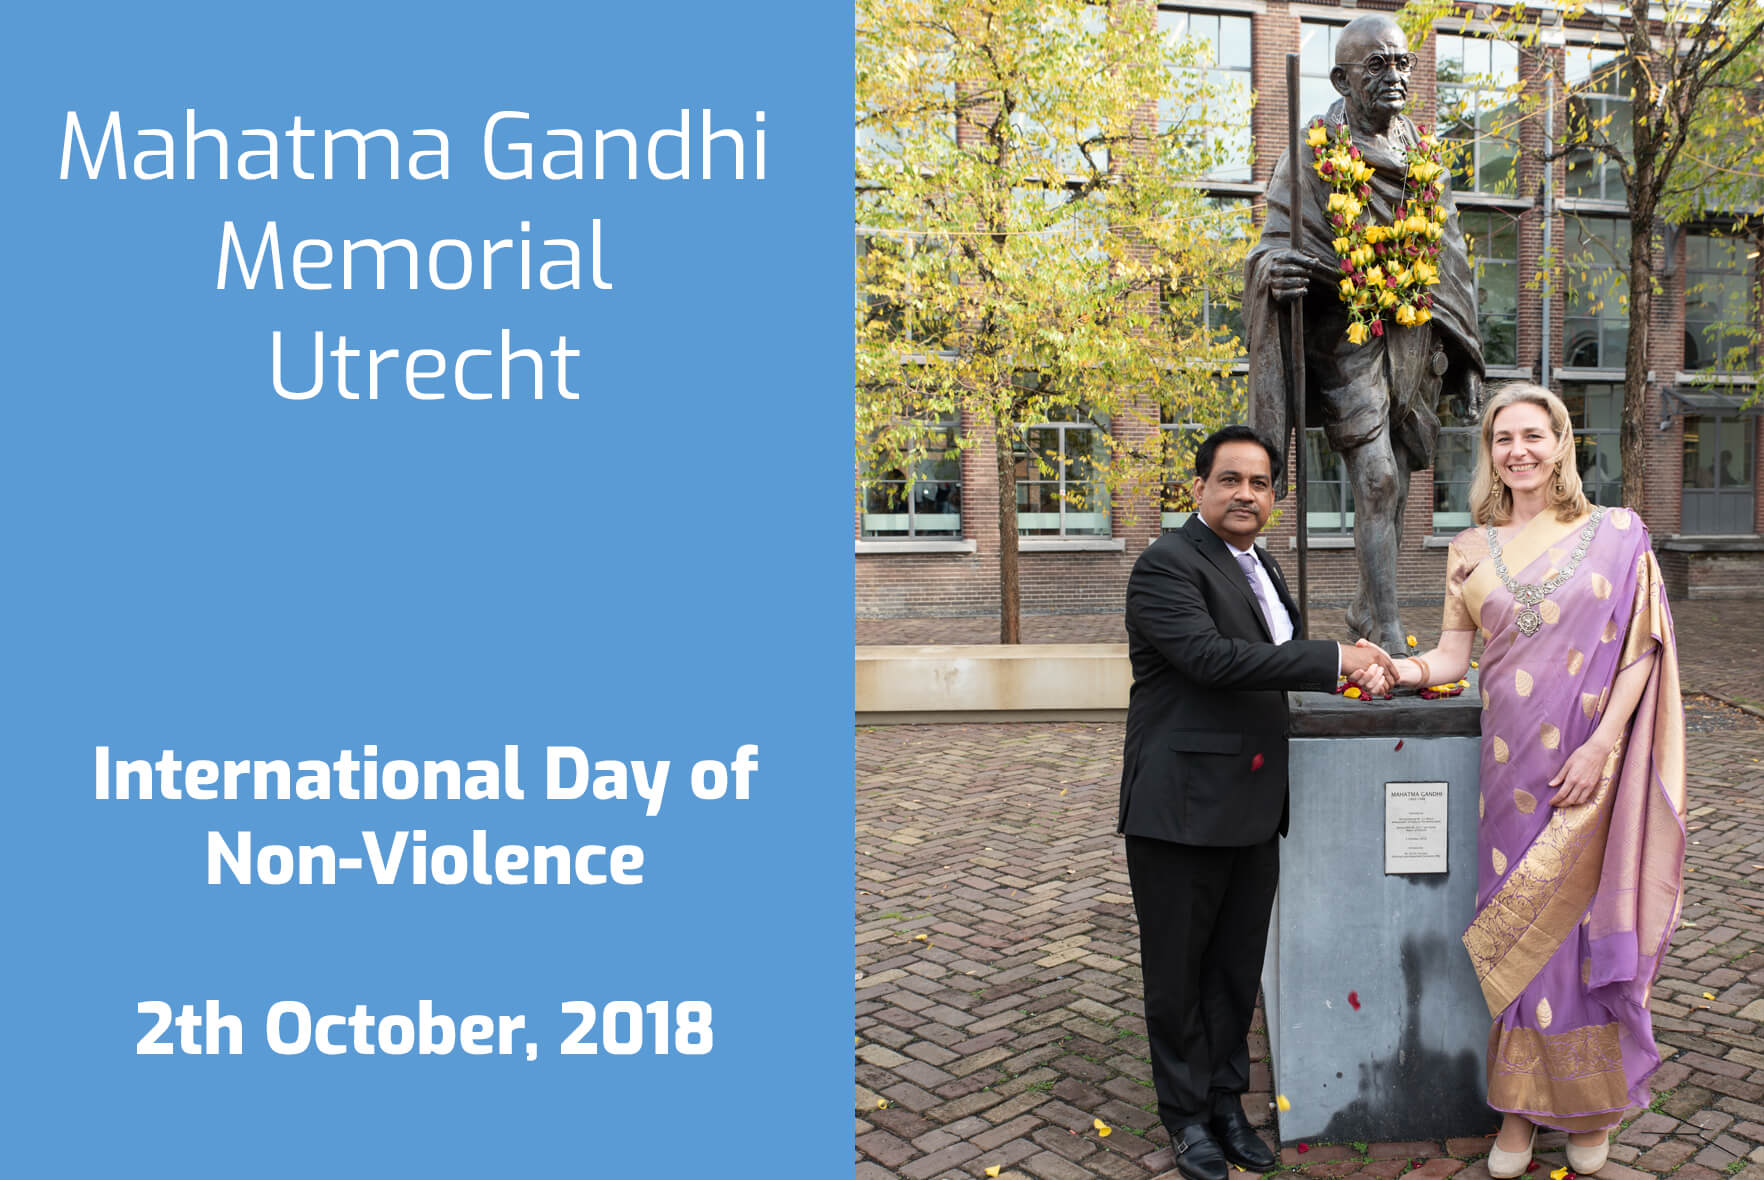 Mahatma Gandhi
Memorial
Utrecht
International Day of
Non-Violence
2th October, 2018
MAHATMA GANDHI